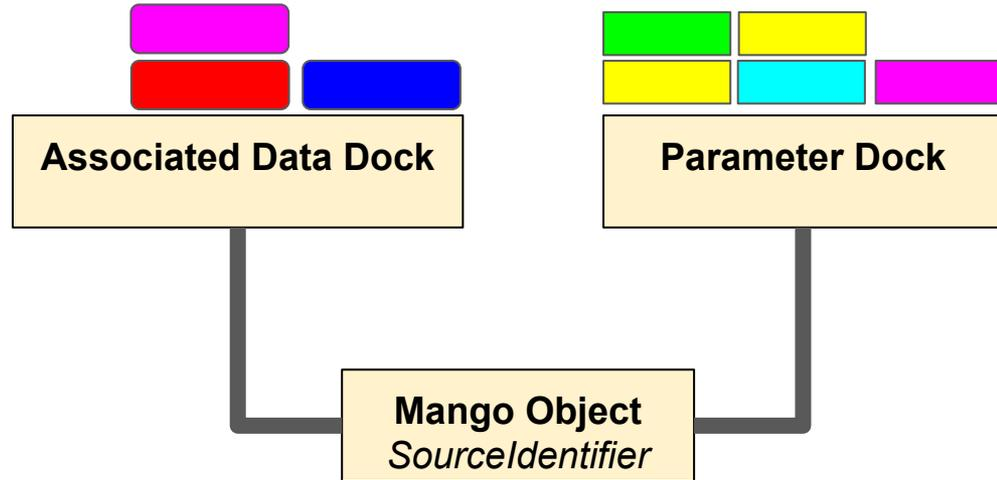 Associated Data Dock
Parameter Dock
Mango Object
SourceIdentifier